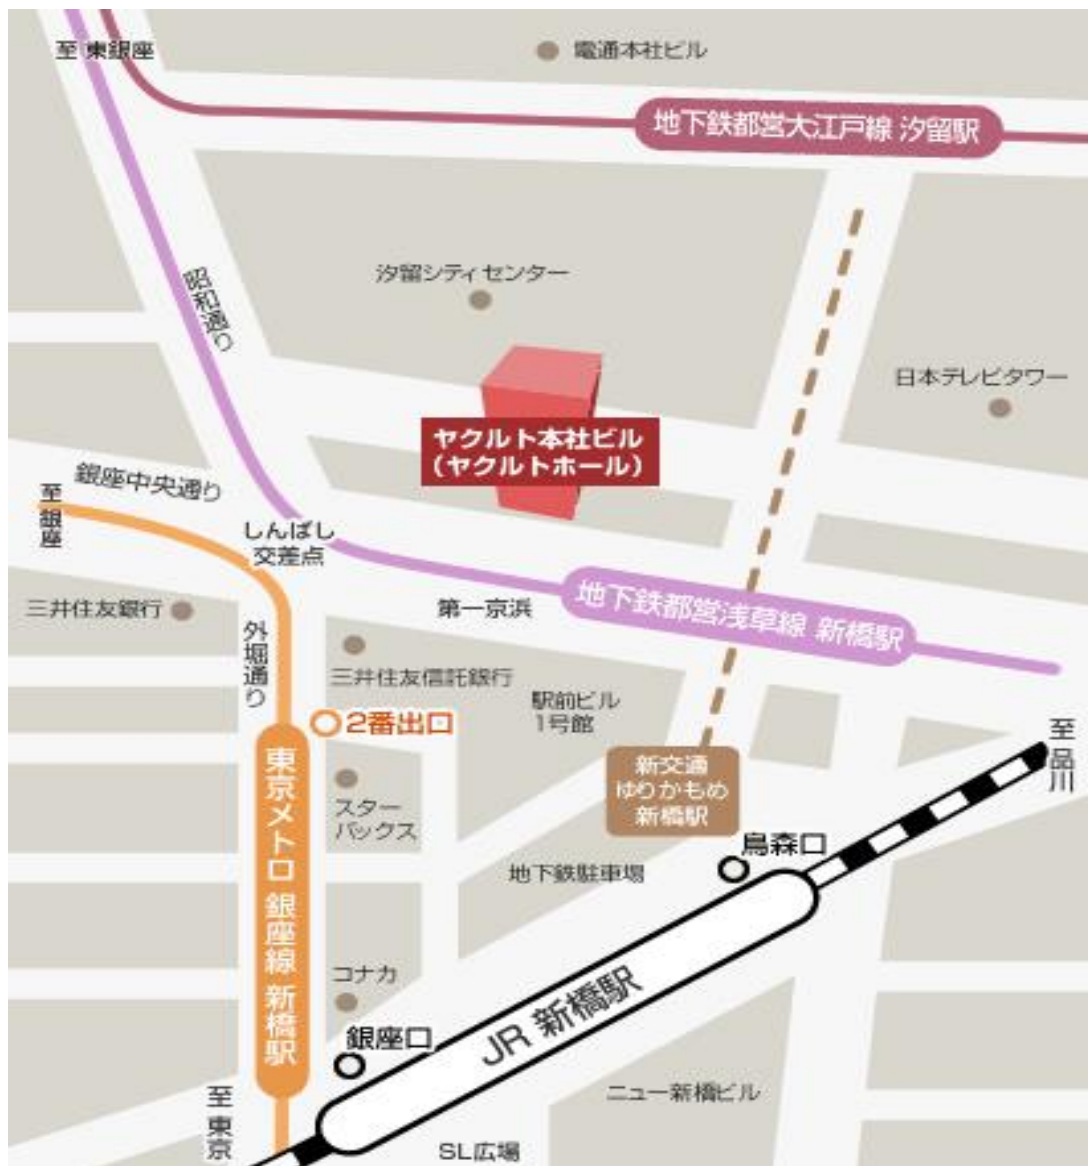 至 東銀座
電通本社ビル
地下鉄都営大江戸線 汐留駅
汐留シティセンター
昭和通り
日本テレビタワー
ヤクルト本社ビル
(ヤクルトホール)
銀座中央通り
至 銀座
しんばし
交差点
三井住友銀行
第一京浜
地下鉄都営浅草線 新橋駅
外堀通り
三井住友信託銀行
駅前ビル
1号館
2番出口
至 品川
新交通
ゆりかもめ
新橋駅
東京メトロ 銀座線 新橋駅
スター
バックス
烏森口
地下鉄駐車場
コナカ
JR 新橋駅
銀座口
ニュー新橋ビル
至 東京
SL広場